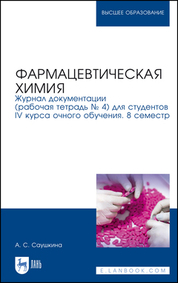 ВЫСШЕЕ ОБРАЗОВАНИЕ
ФАРМАЦЕВТИЧЕСКАЯ
ХИМИЯ
Журнал документации
(рабочая тетрадь № 4) для студентов
IV курса очного обучения. 8 семестр
А. С. Саушкина
ЛАНЬ
E.LANBOOK.COM